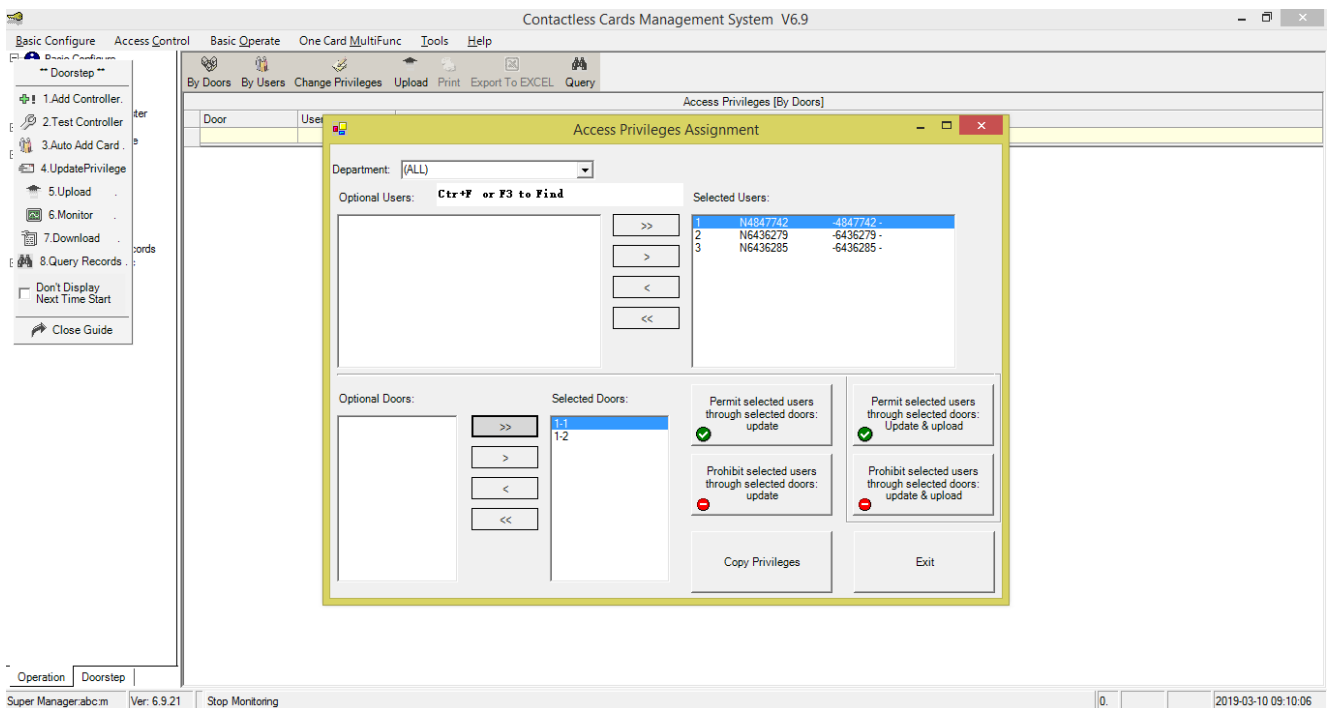 Contactless Cards Management System V6.9
Basic Configure Access Control Basic Operate One Card MultiFunc Tools Help
Basic Configure
** Doorstep **
1.Add Controller.
2.Test Controller
3.Auto Add Card .
4.UpdatePrivilege
5.Upload .
6.Monitor .
7.Download .
8.Query Records .
Don't Display
Next Time Start
Close Guide
By Doors By Users Change Privileges Upload Print Export To EXCEL Query
Access Privileges [By Doors]
Door User
Access Privileges Assignment
Department: (ALL)
Optional Users: Ctr+F or F3 to Find Selected Users:
1 N4847742 -4847742 -
2 N6436279 -6436279 -
3 N6436285 -6436285 -
>>
>
<
<<
Optional Doors: Selected Doors:
1-1
1-2
>>
>
<
<<
Permit selected users
through selected doors:
update
Permit selected users
through selected doors:
Update & upload
Prohibit selected users
through selected doors:
update
Prohibit selected users
through selected doors:
update & upload
Copy Privileges Exit
Operation Doorstep
Super Manager:abc:m Ver: 6.9.21 Stop Monitoring 0. 2019-03-10 09:10:06